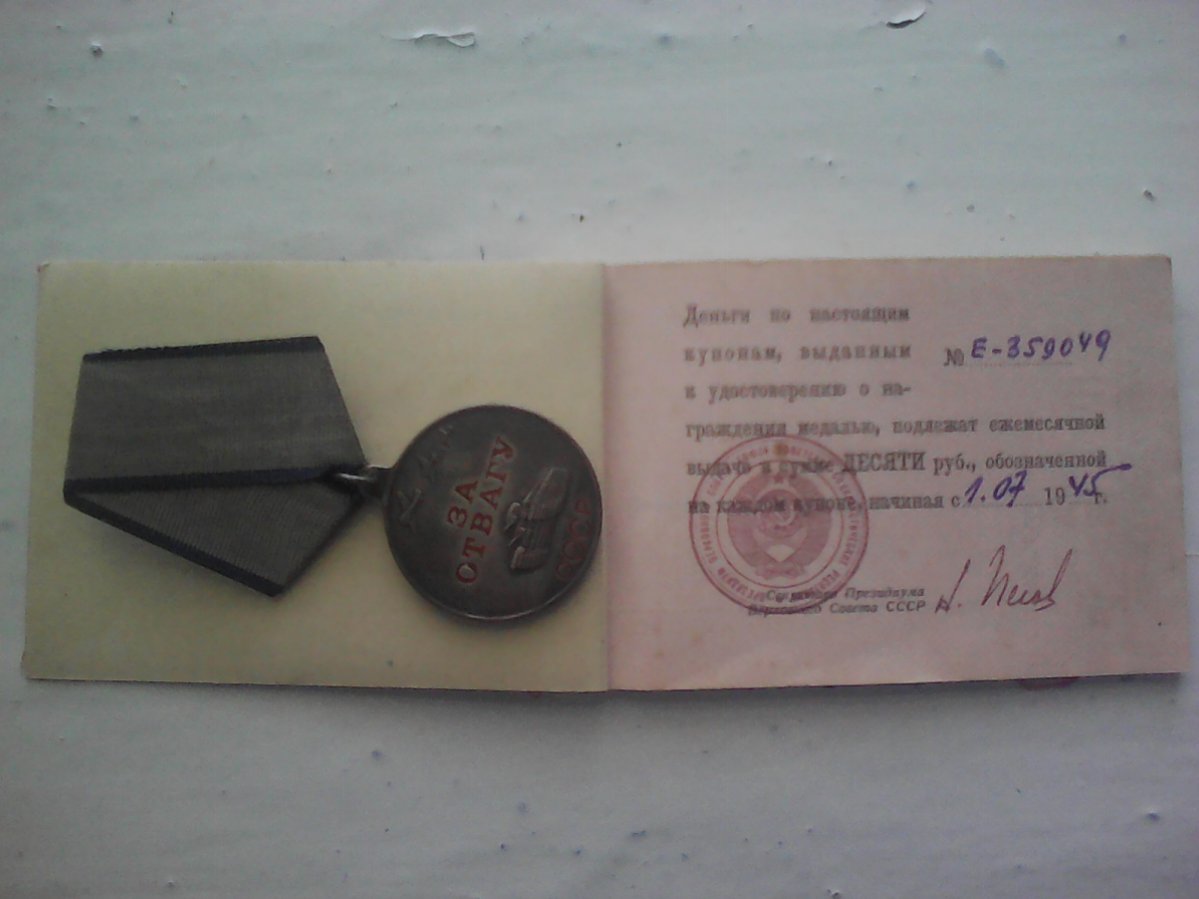 ЗА
ОТВАГУ
СССР
Деньги по настоящим
купонам, выданным
№ Е-359049
к удостоверению о на-
граждении медалью, подлежат ежемесячной
выдаче в сумме ДЕСЯТИ руб., обозначенной
на каждом купоне, начиная с 1.07 1945 г.
Секретарь Президиума
Верховного Совета СССР